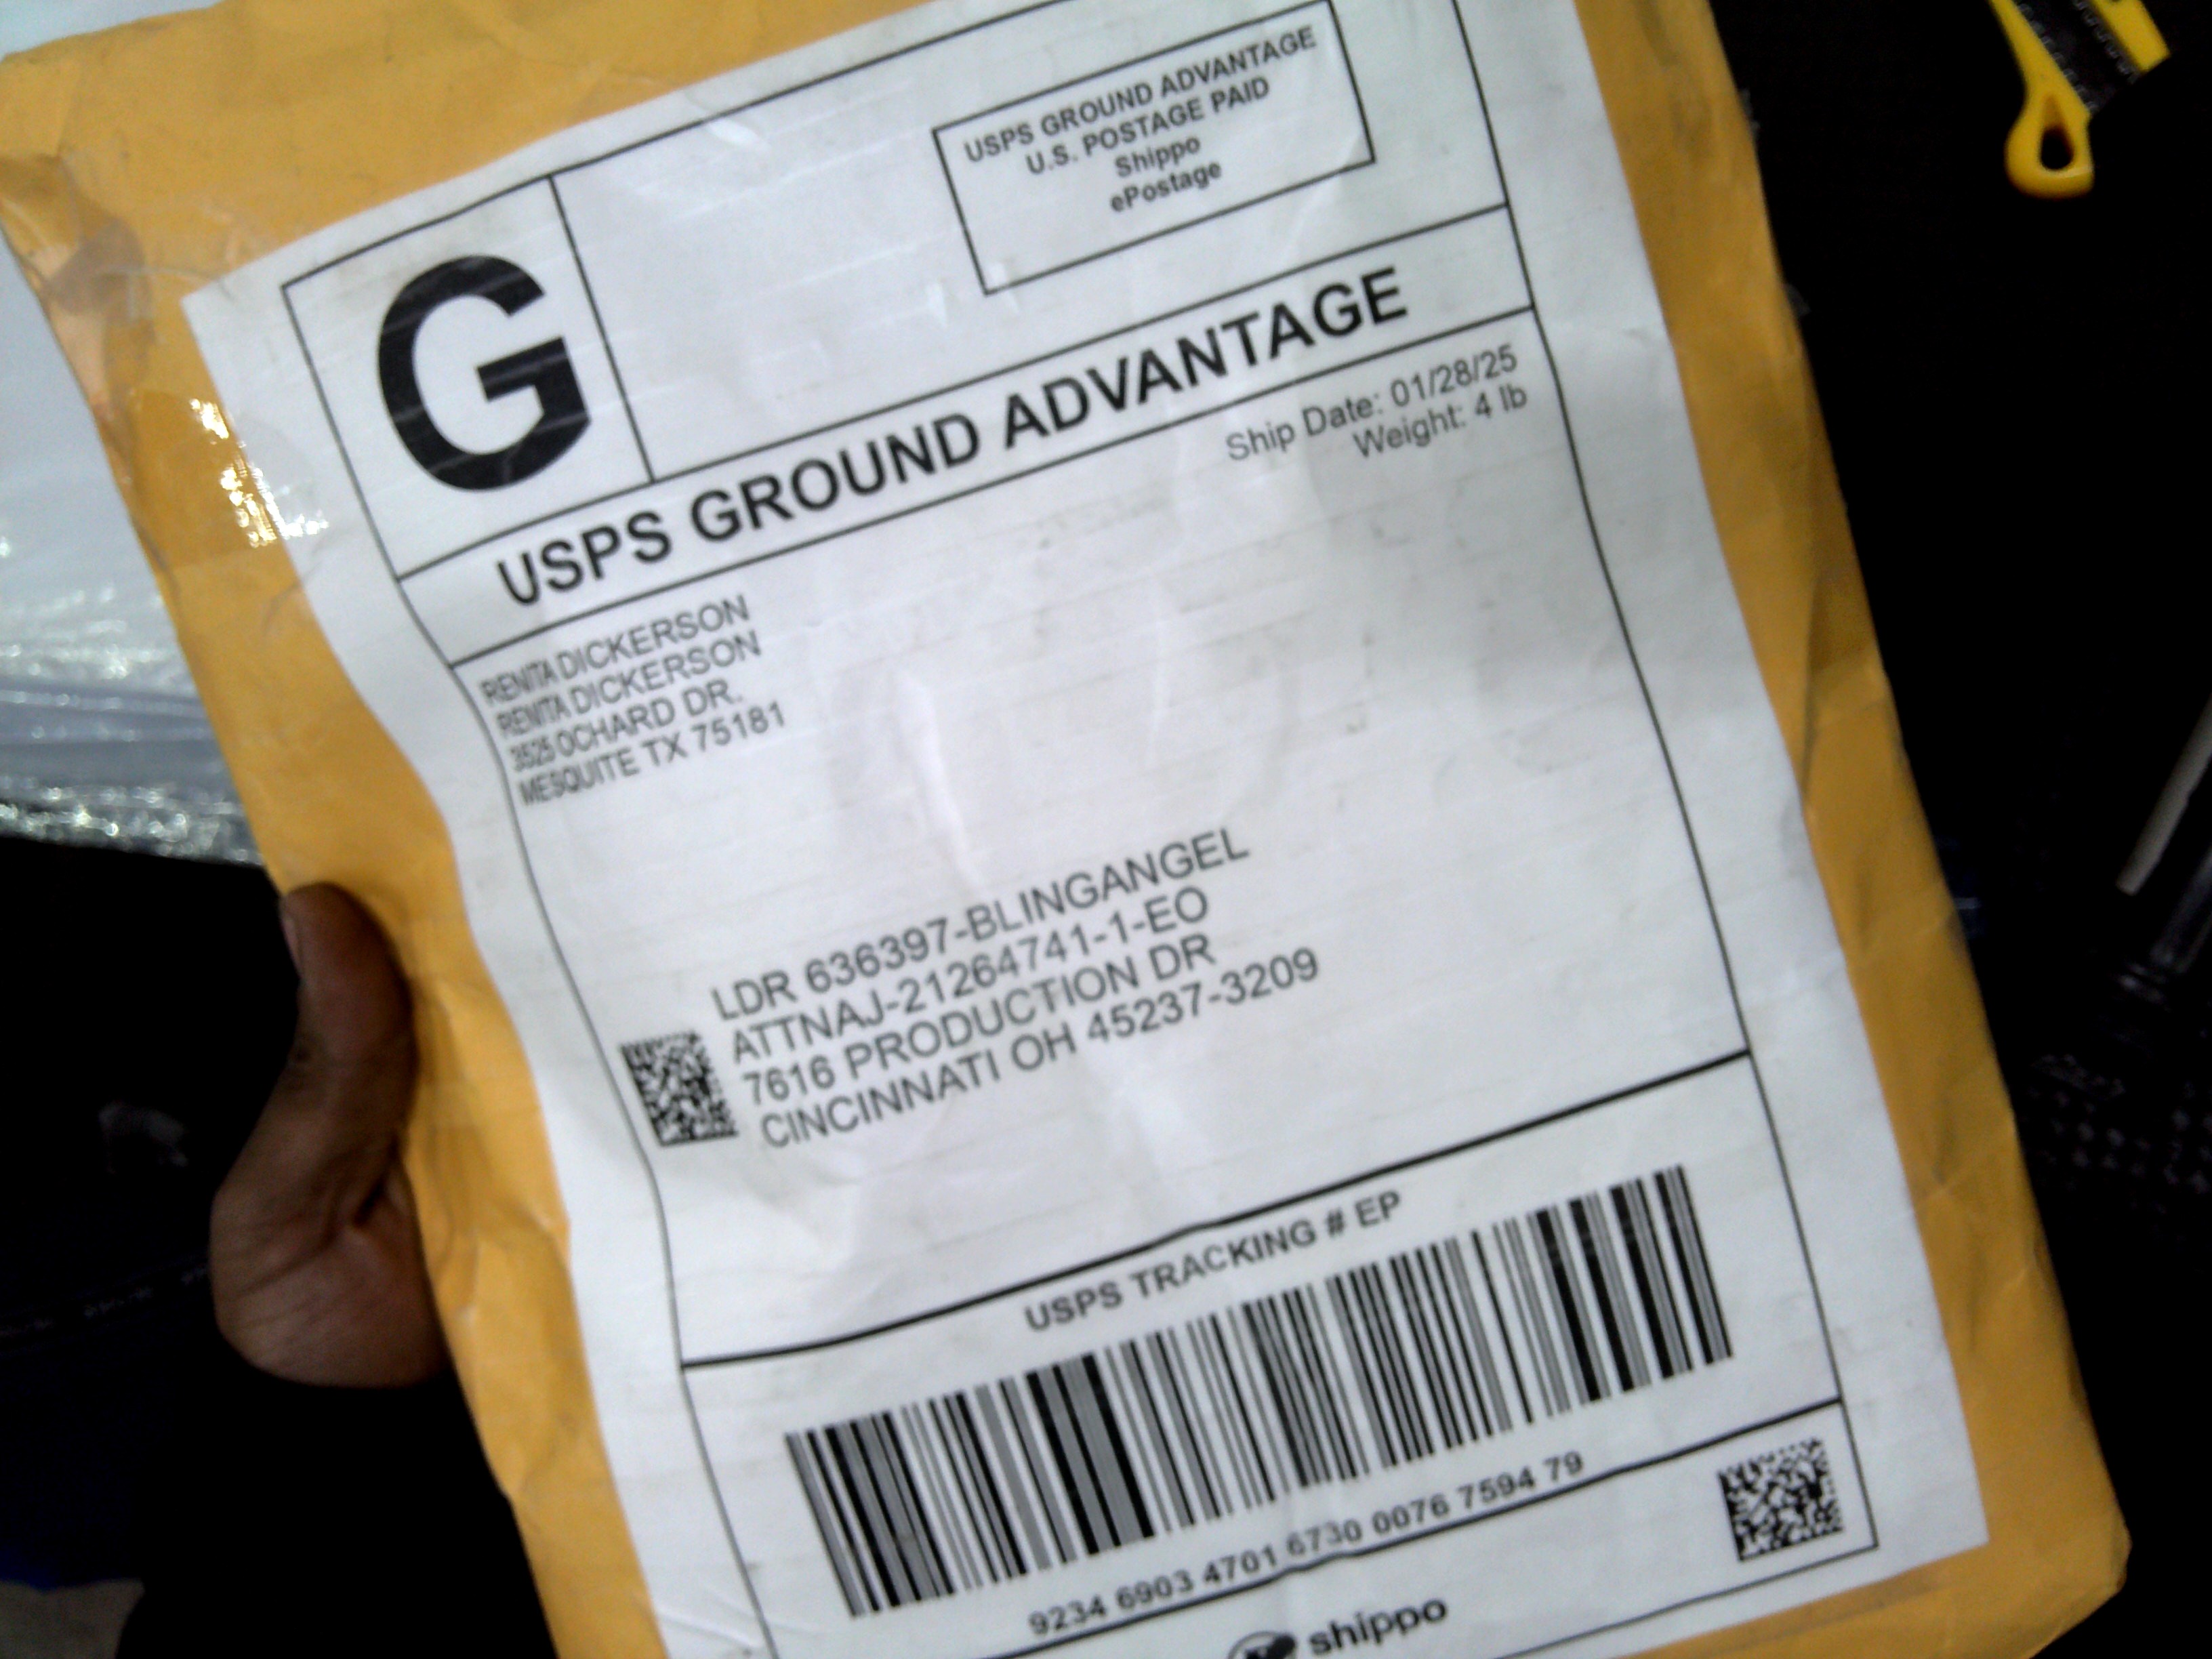 USPS GROUND ADVANTAGE
U.S. POSTAGE PAID
Shippo
ePostage
G
USPS GROUND ADVANTAGE
Ship Date: 01/28/25
Weight: 4 lb
RENITA DICKERSON
RENITA DICKERSON
3525 OCHARD DR.
MESQUITE TX 75181
LDR 636397-BLINGANGEL
ATTNAJ-21264741-1-EO
7616 PRODUCTION DR
CINCINNATI OH 45237-3209
USPS TRACKING # EP
9234 6903 4701 6730 0076 7594 79
shippo